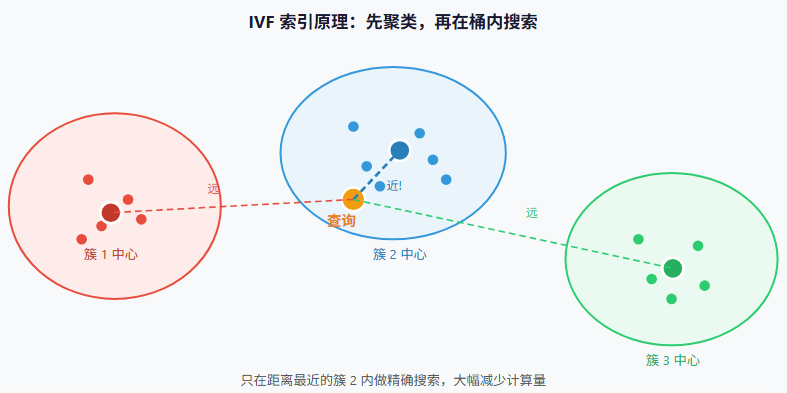 IVF 索引原理：先聚类，再在桶内搜索
远
近!
查询
远
簇 1 中心
簇 2 中心
簇 3 中心
只在距离最近的簇 2 内做精确搜索，大幅减少计算量